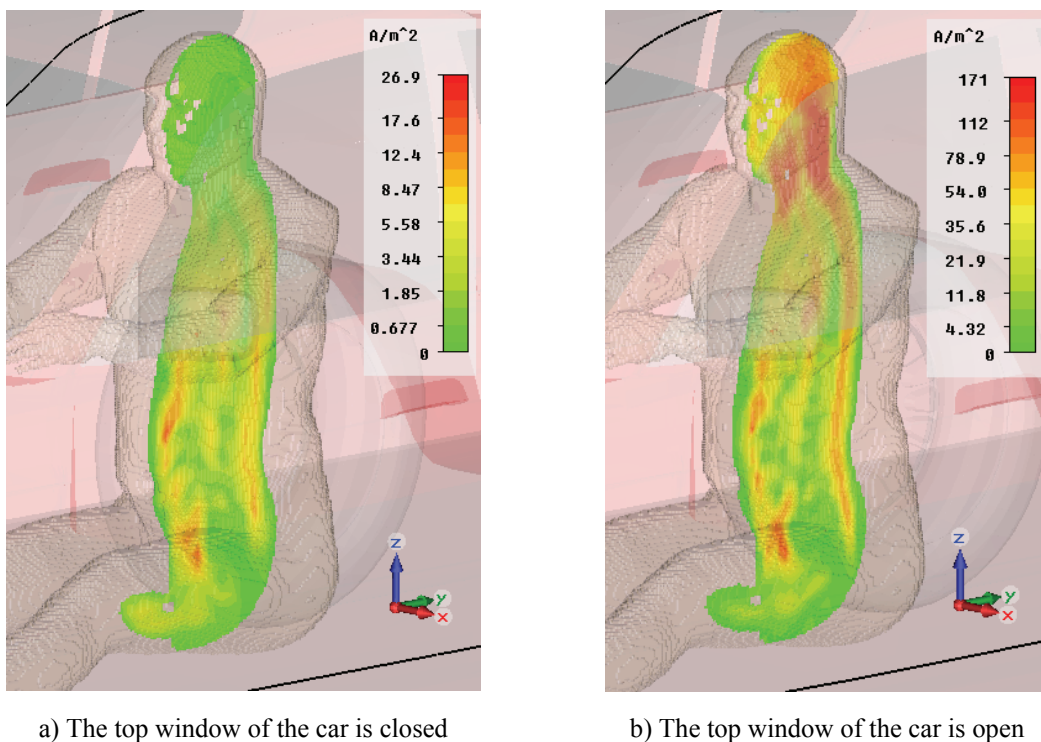 A/m^2
26.9
17.6
12.4
8.47
5.58
3.44
1.85
0.677
0
z
y
x
a) The top window of the car is closed
A/m^2
171
112
78.9
54.0
35.6
21.9
11.8
4.32
0
z
y
x
b) The top window of the car is open